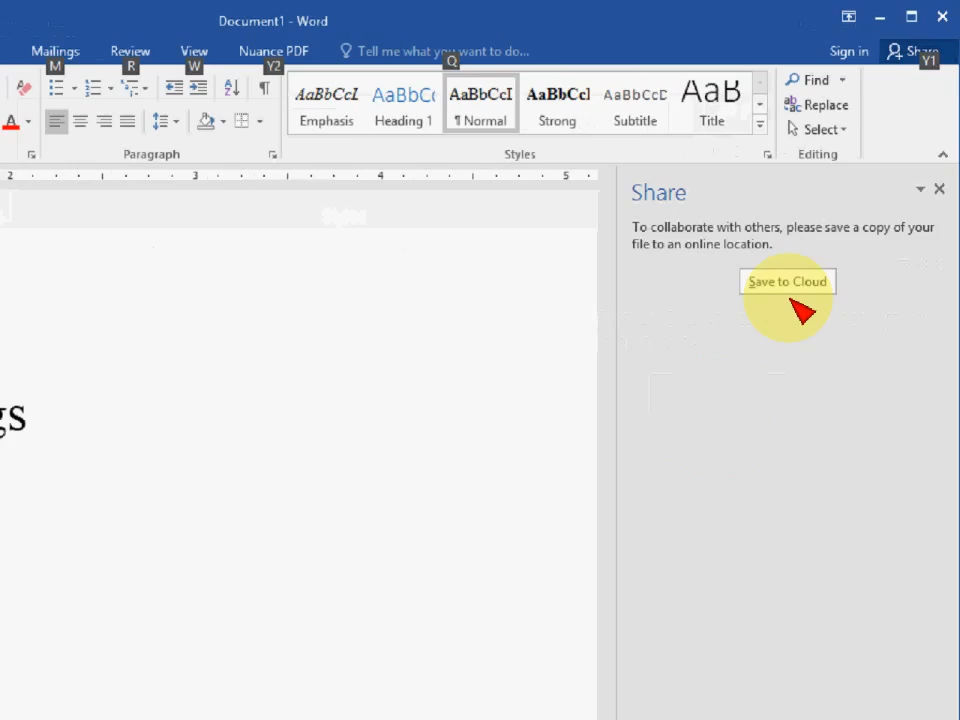 Document1 - Word
Mailings Review View Nuance PDF Tell me what you want to do... Sign in Share
M R W Y2 Q Y1
AaBbCcI AaBbCc AaBbCcI AaBbCcl AaBbCcD AaB
Emphasis Heading 1 ¶ Normal Strong Subtitle Title
Find
Replace
Select
A
Paragraph Styles Editing
2 3 4 5
Share
To collaborate with others, please save a copy of your
file to an online location.
Save to Cloud
gs